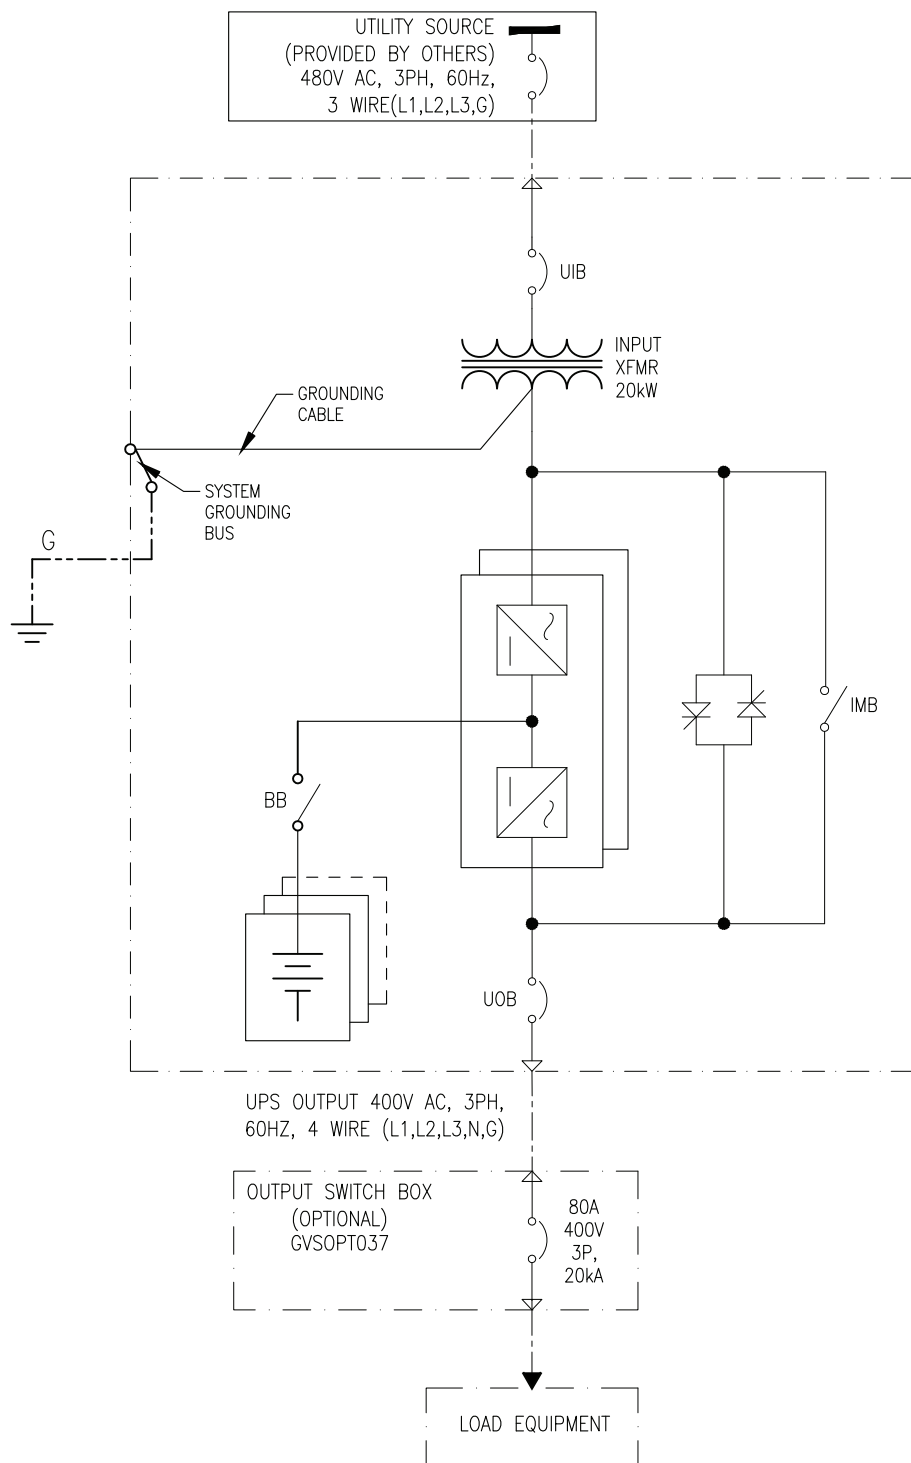 UTILITY SOURCE
(PROVIDED BY OTHERS)
480V AC, 3PH, 60Hz,
3 WIRE(L1,L2,L3,G)
UIB
INPUT
XFMR
20kW
GROUNDING
CABLE
SYSTEM
GROUNDING
BUS
G
IMB
BB
UOB
UPS OUTPUT 400V AC, 3PH,
60HZ, 4 WIRE (L1,L2,L3,N,G)
OUTPUT SWITCH BOX
(OPTIONAL)
GVSOPT037
80A
400V
3P,
20kA
LOAD EQUIPMENT